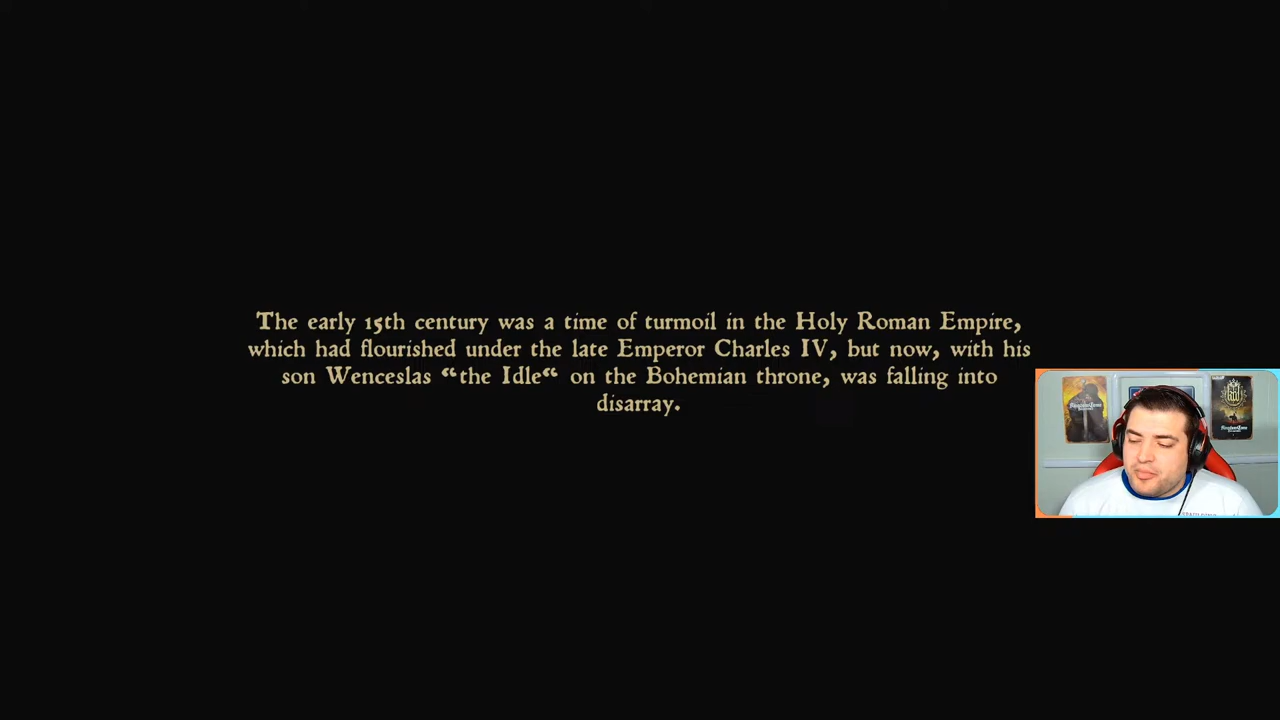 The early 15th century was a time of turmoil in the Holy Roman Empire,
which had flourished under the late Emperor Charles IV, but now, with his
son Wenceslas “the Idle“ on the Bohemian throne, was falling into
disarray.